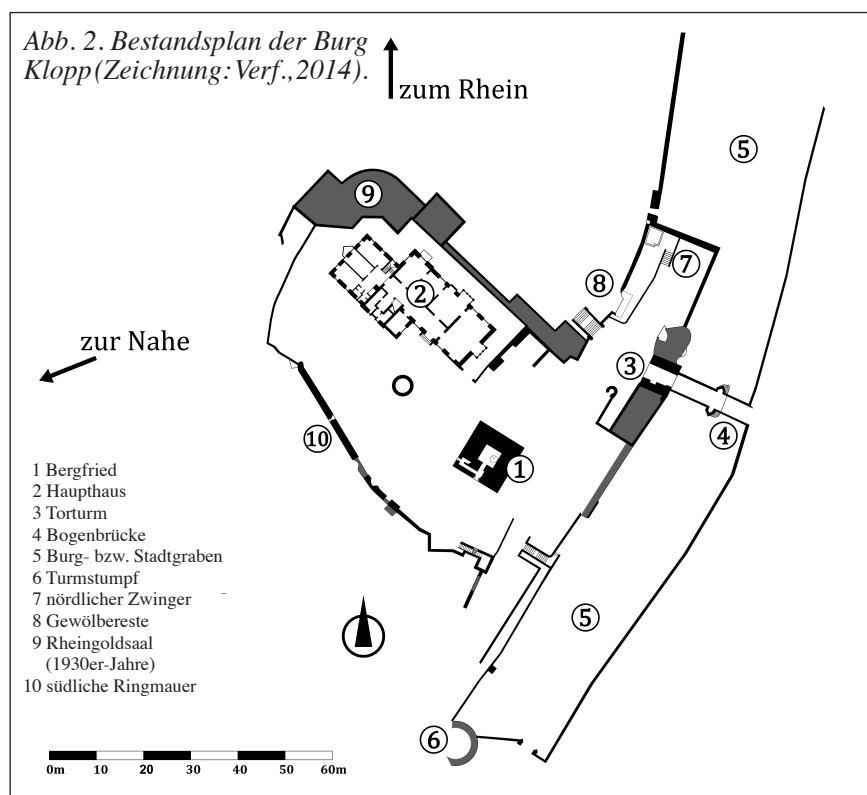 Abb. 2. Bestandsplan der Burg
Klopp (Zeichnung: Verf., 2014).
zum Rhein
5
9
8
7
2
zur Nahe
3
4
10
1
1 Bergfried
2 Haupthaus
3 Torturm
4 Bogenbrücke
5 Burg- bzw. Stadtgraben
6 Turmstumpf
7 nördlicher Zwinger
8 Gewölbereste
9 Rheingoldsaal
(1930er-Jahre)
10 südliche Ringmauer
5
6
0m 10 20 30 40 50 60m